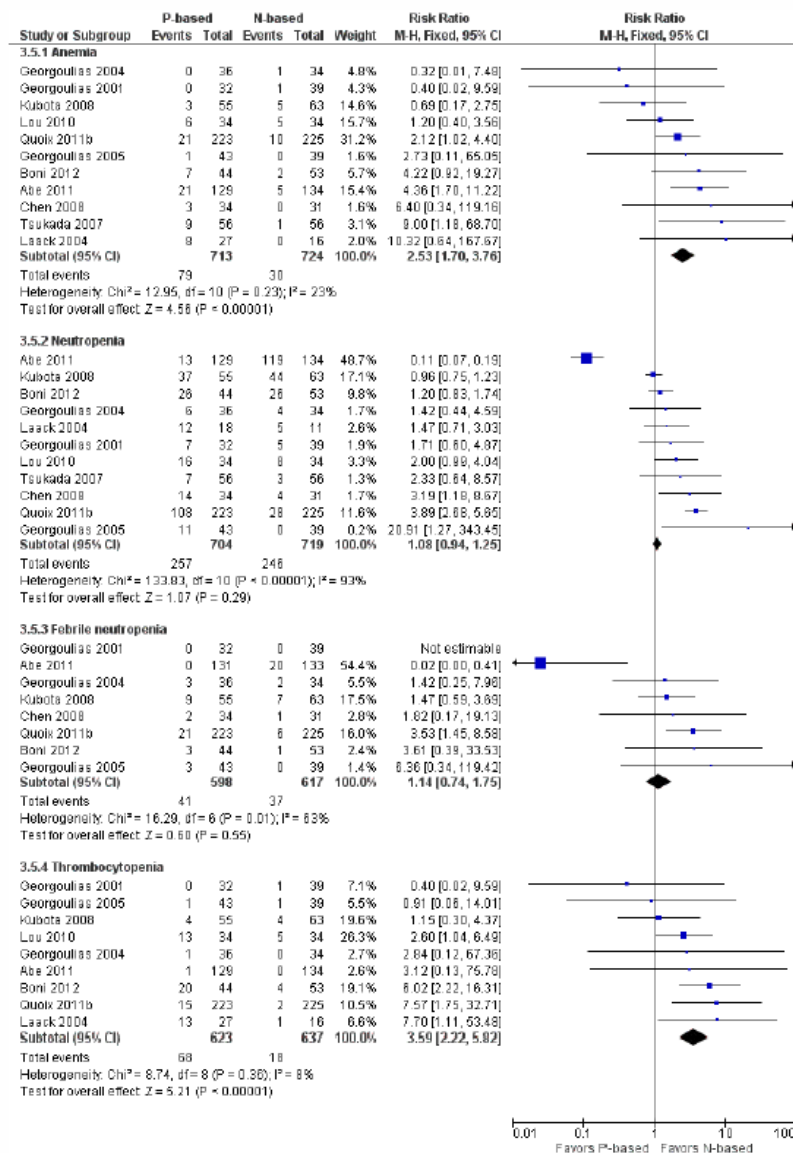 P-based N-based Risk Ratio Risk Ratio
Study or Subgroup Events Total Events Total Weight M-H, Fixed, 95% CI M-H, Fixed, 95% CI
3.5.1 Anemia
Georgoulias 2004 0 36 1 34 4.8% 0.32 [0.01, 7.48]
Georgoulias 2001 0 32 1 39 4.3% 0.40 [0.02, 9.59]
Kubota 2008 3 55 5 63 14.9% 0.69 [0.17, 2.75]
Lou 2010 6 34 5 34 15.7% 1.20 [0.40, 3.56]
Quoix 2011b 21 223 10 225 31.2% 2.12 [1.02, 4.40]
Georgoulias 2005 1 43 0 39 1.6% 2.73 [0.11, 65.05]
Boni 2012 7 44 2 53 5.7% 4.22 [0.92, 19.27]
Abe 2011 21 129 5 134 15.4% 4.36 [1.70, 11.22]
Chen 2008 3 34 0 31 1.6% 6.40 [0.34, 119.16]
Tsukada 2007 9 56 1 56 3.1% 9.00 [1.18, 68.70]
Laack 2004 8 27 0 16 2.0% 10.32 [0.64, 167.67]
Subtotal (95% CI) 713 724 100.0% 2.53 [1.70, 3.76]
Total events 79 30
Heterogeneity: Chi² = 12.95, df = 10 (P = 0.23); I² = 23%
Test for overall effect: Z = 4.56 (P < 0.00001)
3.5.2 Neutropenia
Abe 2011 13 129 119 134 48.7% 0.11 [0.07, 0.19]
Kubota 2008 37 55 44 63 17.1% 0.96 [0.75, 1.23]
Boni 2012 26 44 26 53 9.8% 1.20 [0.83, 1.74]
Georgoulias 2004 6 36 4 34 1.7% 1.42 [0.44, 4.59]
Laack 2004 12 18 5 11 2.6% 1.47 [0.71, 3.03]
Georgoulias 2001 7 32 5 39 1.9% 1.71 [0.60, 4.87]
Lou 2010 16 34 8 34 3.3% 2.00 [0.99, 4.04]
Tsukada 2007 7 56 3 56 1.2% 2.33 [0.64, 8.57]
Chen 2008 14 34 4 31 1.7% 3.19 [1.18, 8.67]
Quoix 2011b 108 223 28 225 11.6% 3.89 [2.68, 5.65]
Georgoulias 2005 11 43 0 39 0.2% 20.91 [1.27, 343.45]
Subtotal (95% CI) 704 719 100.0% 1.08 [0.94, 1.25]
Total events 257 246
Heterogeneity: Chi² = 133.83, df = 10 (P < 0.00001); I² = 93%
Test for overall effect: Z = 1.07 (P = 0.29)
3.5.3 Febrile neutropenia
Georgoulias 2001 0 32 0 39 Not estimable
Abe 2011 0 131 20 133 54.4% 0.02 [0.00, 0.41]
Georgoulias 2004 3 36 2 34 5.5% 1.42 [0.25, 7.96]
Kubota 2008 9 55 7 63 17.5% 1.47 [0.59, 3.69]
Chen 2008 2 34 1 31 2.8% 1.82 [0.17, 19.13]
Quoix 2011b 21 223 6 225 16.0% 3.53 [1.45, 8.58]
Boni 2012 3 44 1 53 2.4% 3.61 [0.39, 33.53]
Georgoulias 2005 3 43 0 39 1.4% 6.36 [0.34, 119.42]
Subtotal (95% CI) 598 617 100.0% 1.14 [0.74, 1.75]
Total events 41 37
Heterogeneity: Chi² = 16.29, df = 6 (P = 0.01); I² = 63%
Test for overall effect: Z = 0.60 (P = 0.55)
3.5.4 Thrombocytopenia
Georgoulias 2001 0 32 1 39 7.1% 0.40 [0.02, 9.59]
Georgoulias 2005 1 43 1 39 5.5% 0.91 [0.06, 14.01]
Kubota 2008 4 55 4 63 19.6% 1.15 [0.30, 4.37]
Lou 2010 13 34 5 34 26.3% 2.60 [1.04, 6.49]
Georgoulias 2004 1 36 0 34 2.7% 2.84 [0.12, 67.36]
Abe 2011 1 129 0 134 2.6% 3.12 [0.13, 75.78]
Boni 2012 20 44 4 53 19.1% 6.02 [2.22, 16.31]
Quoix 2011b 15 223 2 225 10.5% 7.57 [1.75, 32.71]
Laack 2004 13 27 1 16 6.6% 7.70 [1.11, 53.48]
Subtotal (95% CI) 623 637 100.0% 3.59 [2.22, 5.82]
Total events 68 18
Heterogeneity: Chi² = 8.74, df = 8 (P = 0.36); I² = 8%
Test for overall effect: Z = 5.21 (P < 0.00001)
0.01 0.1 1 10 100
Favors P'-based Favors N-based